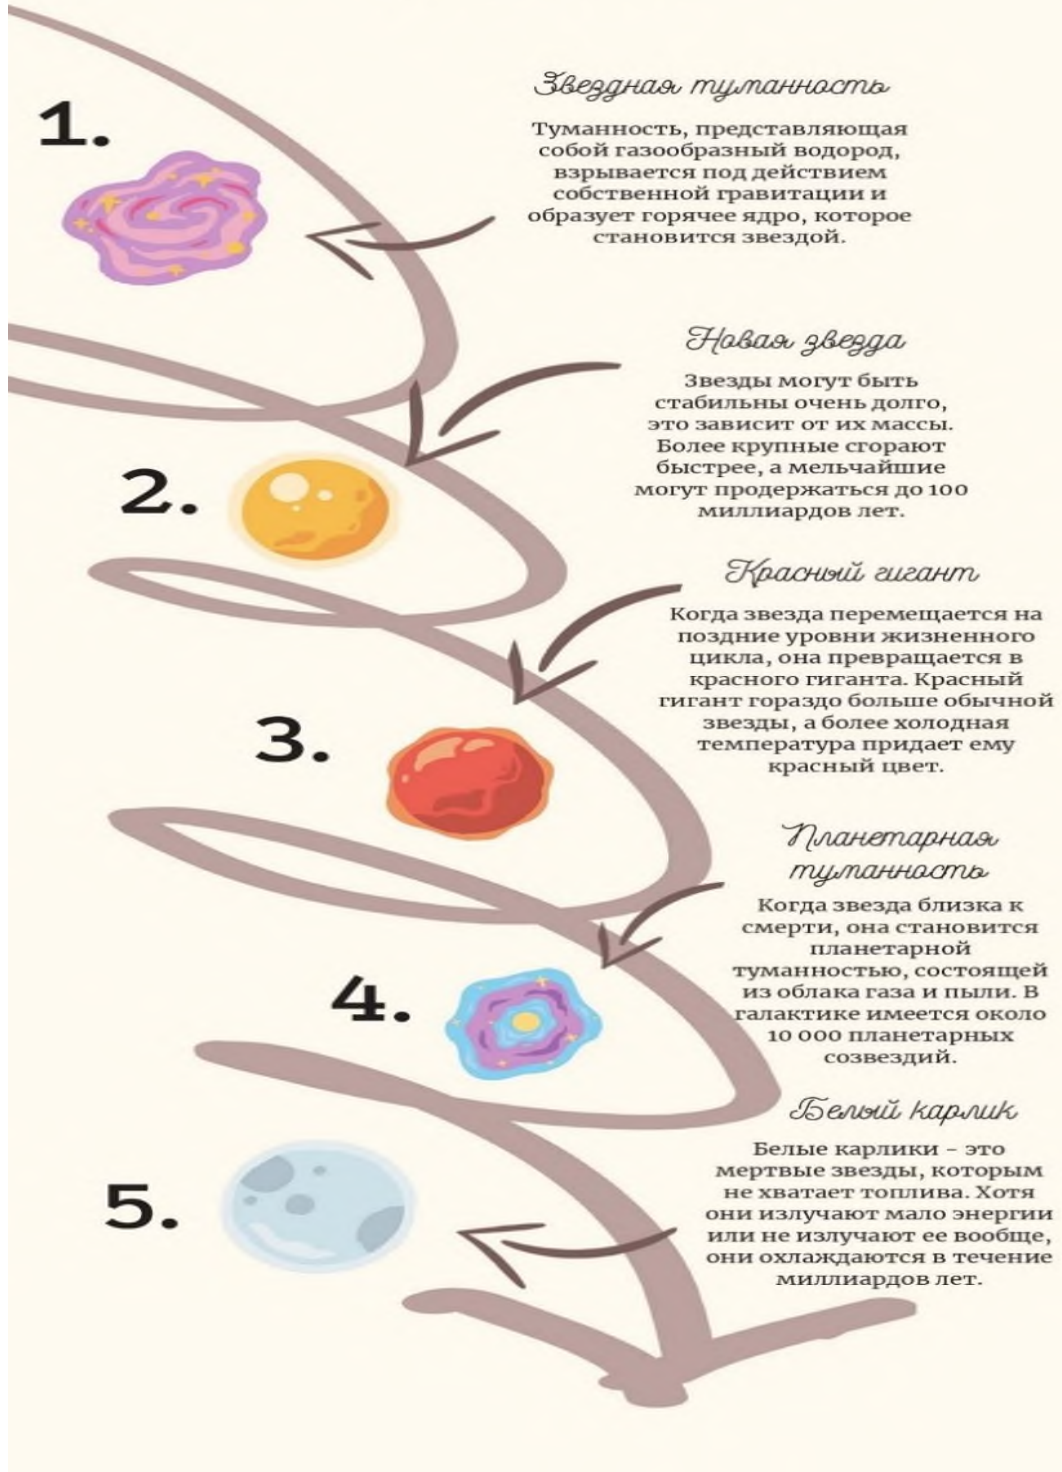 1.
Звездная туманность
Туманность, представляющая
собой газообразный водород,
взрывается под действием
собственной гравитации и
образует горячее ядро, которое
становится звездой.
Новая звезда
Звезды могут быть
стабильны очень долго,
это зависит от их массы.
Более крупные сгорают
быстрее, а мельчайшие
могут продержаться до 100
миллиардов лет.
2.
Красный гигант
Когда звезда перемещается на
поздние уровни жизненного
цикла, она превращается в
красного гиганта. Красный
гигант гораздо больше обычной
звезды, а более холодная
температура придает ему
красный цвет.
3.
Планетарная
туманность
Когда звезда близка к
смерти, она становится
планетарной
туманностью, состоящей
из облака газа и пыли. В
галактике имеется около
10 000 планетарных
созвездий.
4.
Белый карлик
Белые карлики – это
мертвые звезды, которым
не хватает топлива. Хотя
они излучают мало энергии
или не излучают ее вообще,
они охлаждаются в течение
миллиардов лет.
5.